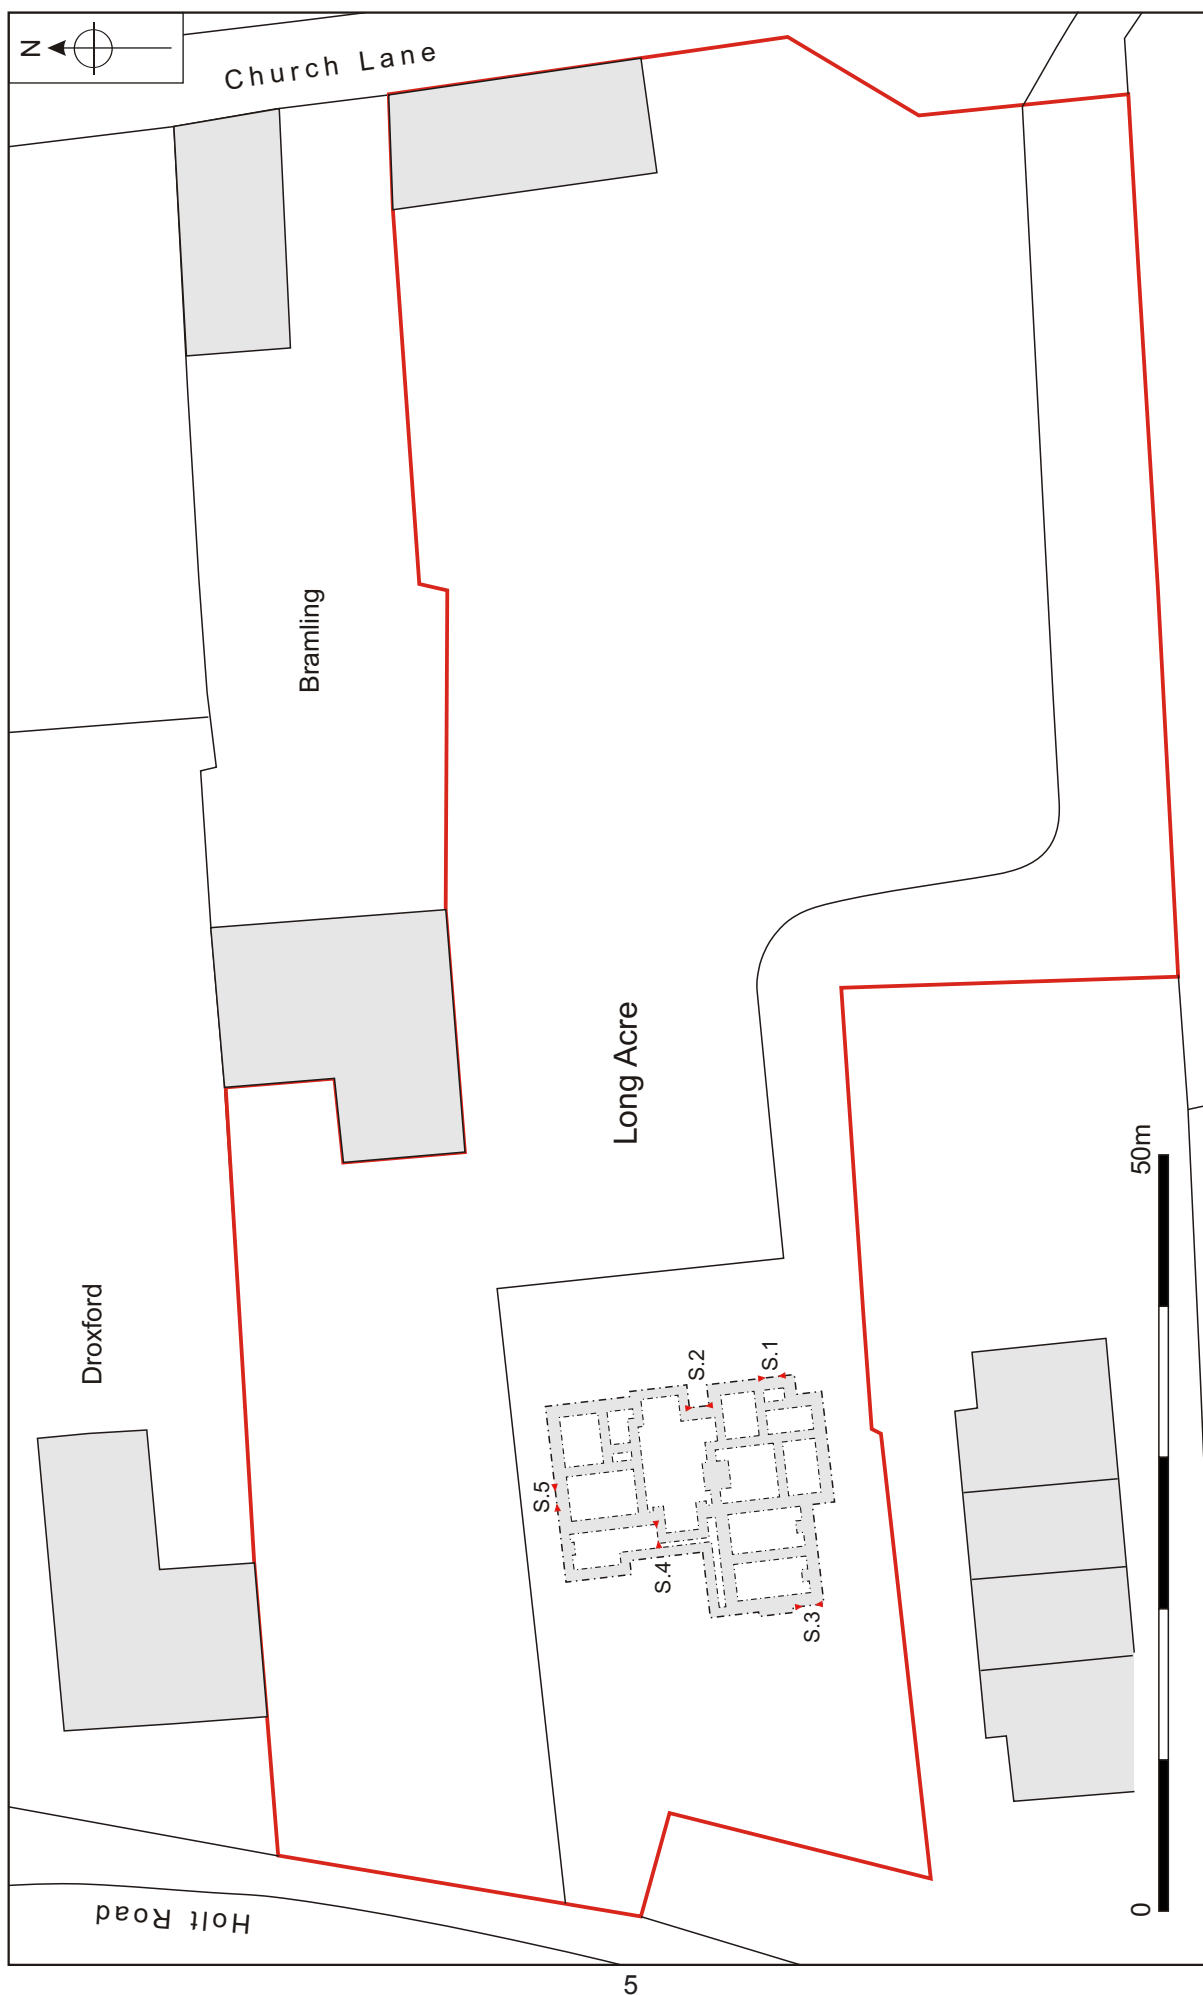 N
Church Lane
Bramling
Droxford
Long Acre
S.5
S.2
S.1
S.4
S.3
Holt Road
0
50m
5